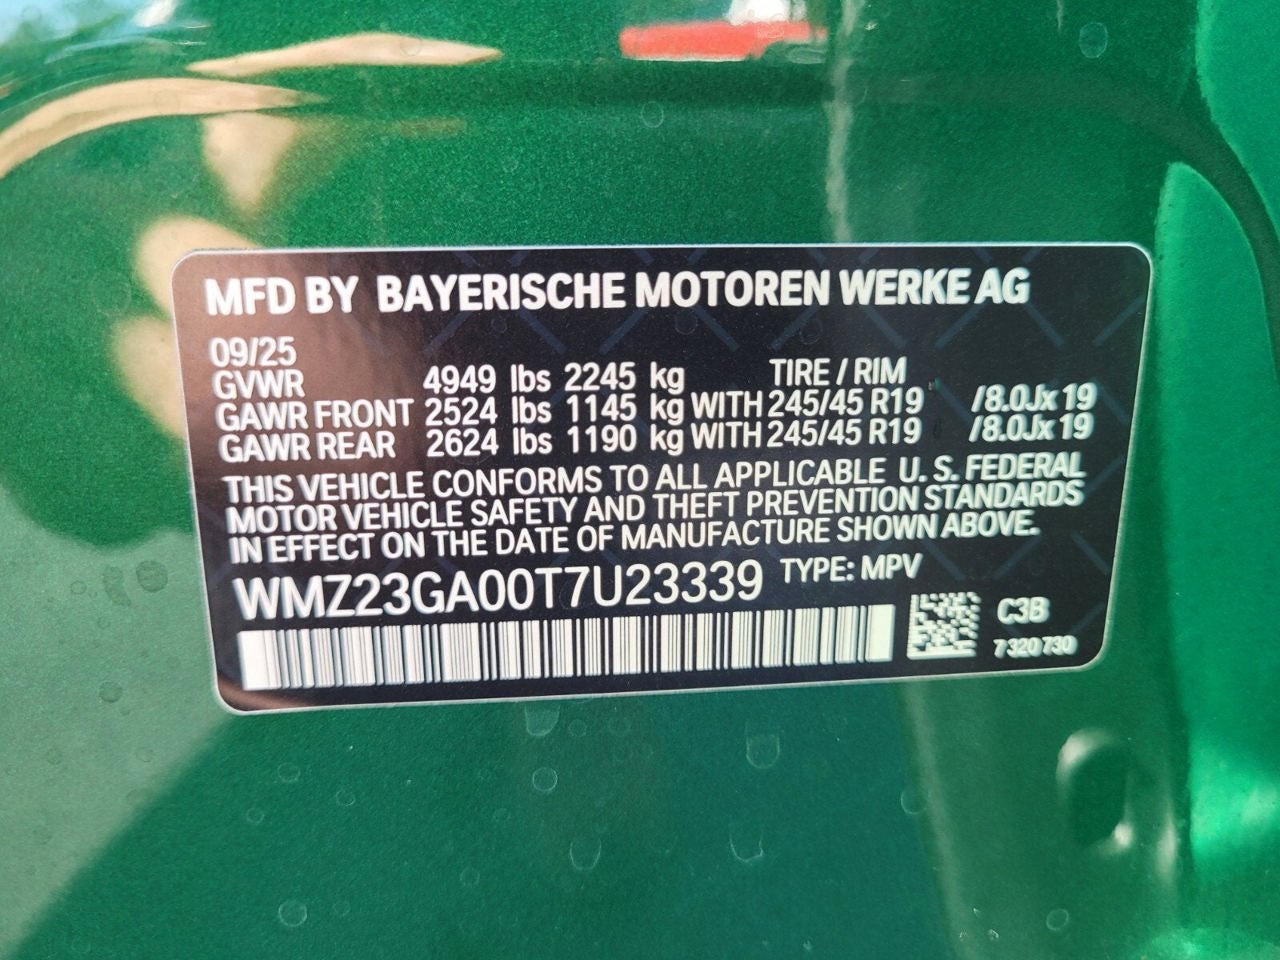 MFD BY BAYERISCHE MOTOREN WERKE AG
09/25
GVWR 4949 lbs 2245 kg TIRE / RIM
GAWR FRONT 2524 lbs 1145 kg WITH 245/45 R19 /8.0Jx 19
GAWR REAR 2624 lbs 1190 kg WITH 245/45 R19 /8.0Jx 19
THIS VEHICLE CONFORMS TO ALL APPLICABLE U. S. FEDERAL
MOTOR VEHICLE SAFETY AND THEFT PREVENTION STANDARDS
IN EFFECT ON THE DATE OF MANUFACTURE SHOWN ABOVE.
WMZ23GA00T7U23339 TYPE: MPV
C3B
7 320 730